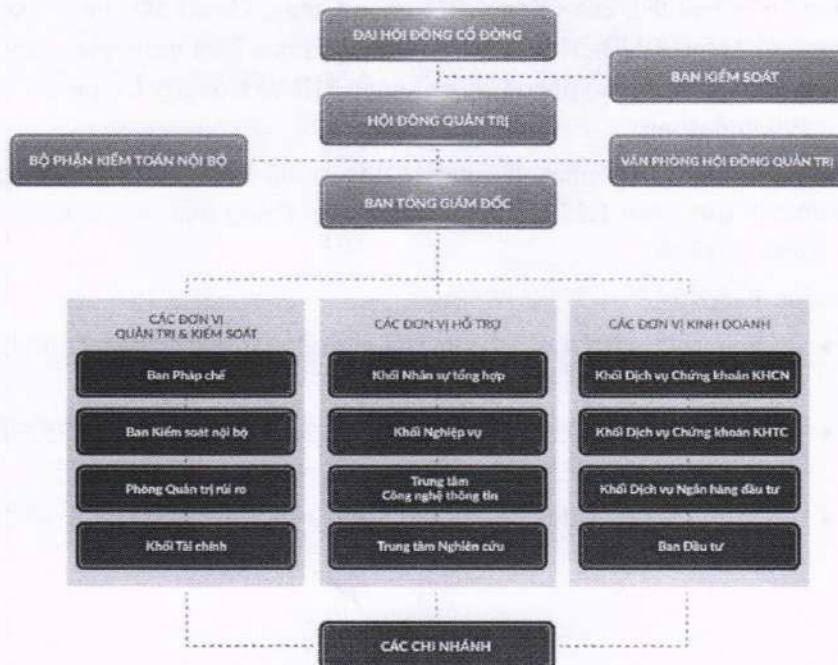 ĐẠI HỘI ĐỒNG CỔ ĐÔNG
BAN KIỂM SOÁT
HỘI ĐỒNG QUẢN TRỊ
BỘ PHẬN KIỂM TOÁN NỘI BỘ
VĂN PHÒNG HỘI ĐỒNG QUẢN TRỊ
BAN TỔNG GIÁM ĐỐC
CÁC ĐƠN VỊ
QUẢN TRỊ & KIỂM SOÁT
Ban Pháp chế
Ban Kiểm soát nội bộ
Phòng Quản trị rủi ro
Khối Tài chính
CÁC ĐƠN VỊ HỖ TRỢ
Khối Nhân sự tổng hợp
Khối Nghiệp vụ
Trung tâm
Công nghệ thông tin
Trung tâm Nghiên cứu
CÁC ĐƠN VỊ KINH DOANH
Khối Dịch vụ Chứng khoán KHCN
Khối Dịch vụ Chứng khoán KHTC
Khối Dịch vụ Ngân hàng đầu tư
Ban Đầu tư
CÁC CHI NHÁNH